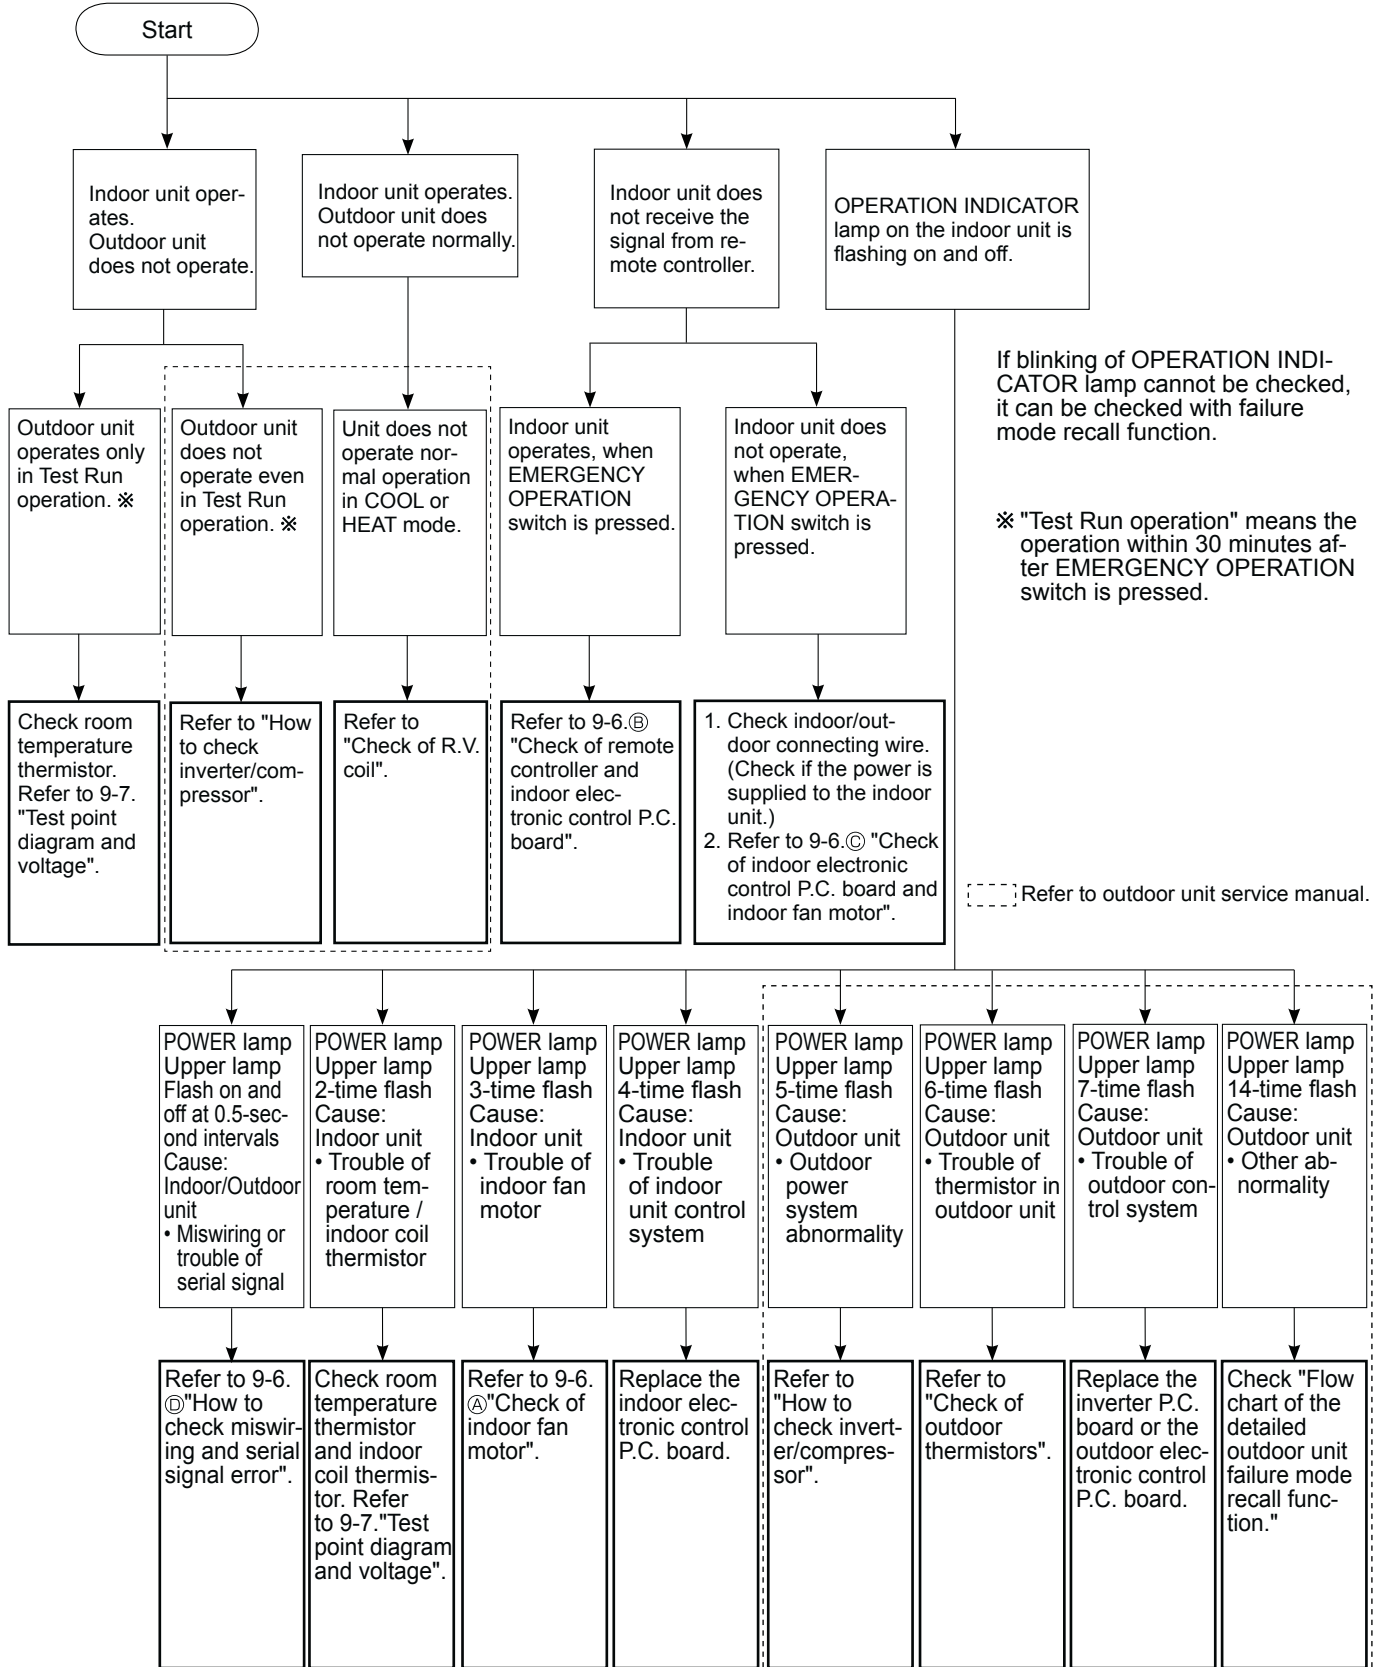 Start
Indoor unit oper-
ates.
Outdoor unit
does not operate.
Indoor unit operates.
Outdoor unit does
not operate normally.
Indoor unit does
not receive the
signal from re-
mote controller.
OPERATION INDICATOR
lamp on the indoor unit is
flashing on and off.
If blinking of OPERATION INDI-
CATOR lamp cannot be checked,
it can be checked with failure
mode recall function.
※ "Test Run operation" means the
operation within 30 minutes af-
ter EMERGENCY OPERATION
switch is pressed.
Outdoor unit
operates only
in Test Run
operation. ※
Outdoor unit
does not
operate even
in Test Run
operation. ※
Unit does not
operate nor-
mal operation
in COOL or
HEAT mode.
Indoor unit
operates, when
EMERGENCY
OPERATION
switch is pressed.
Indoor unit does
not operate,
when EMER-
GENCY OPERA-
TION switch is
pressed.
Check room
temperature
thermistor.
Refer to 9-7.
"Test point
diagram and
voltage".
Refer to "How
to check
inverter/com-
pressor".
Refer to
"Check of R.V.
coil".
Refer to 9-6.Ⓑ
"Check of remote
controller and
indoor elec-
tronic control P.C.
board".
1. Check indoor/out-
door connecting wire.
(Check if the power is
supplied to the indoor
unit.)
2. Refer to 9-6.Ⓒ "Check
of indoor electronic
control P.C. board and
indoor fan motor".
Refer to outdoor unit service manual.
POWER lamp
Upper lamp
Flash on and
off at 0.5-sec-
ond intervals
Cause:
Indoor/Outdoor
unit
• Miswiring or
trouble of
serial signal
POWER lamp
Upper lamp
2-time flash
Cause:
Indoor unit
• Trouble of
room tem-
perature /
indoor coil
thermistor
POWER lamp
Upper lamp
3-time flash
Cause:
Indoor unit
• Trouble of
indoor fan
motor
POWER lamp
Upper lamp
4-time flash
Cause:
Indoor unit
• Trouble
of indoor
unit control
system
POWER lamp
Upper lamp
5-time flash
Cause:
Outdoor unit
• Outdoor
power
system
abnormality
POWER lamp
Upper lamp
6-time flash
Cause:
Outdoor unit
• Trouble of
thermistor in
outdoor unit
POWER lamp
Upper lamp
7-time flash
Cause:
Outdoor unit
• Trouble of
outdoor con-
trol system
POWER lamp
Upper lamp
14-time flash
Cause:
Outdoor unit
• Other ab-
normality
Refer to 9-6.
Ⓓ"How to
check miswir-
ing and serial
signal error".
Check room
temperature
thermistor
and indoor
coil thermis-
tor. Refer
to 9-7."Test
point diagram
and voltage".
Refer to 9-6.
Ⓐ"Check of
indoor fan
motor".
Replace the
indoor elec-
tronic control
P.C. board.
Refer to
"How to
check invert-
er/compres-
sor".
Refer to
"Check of
outdoor
thermistors".
Replace the
inverter P.C.
board or the
outdoor elec-
tronic control
P.C. board.
Check "Flow
chart of the
detailed
outdoor unit
failure mode
recall func-
tion."